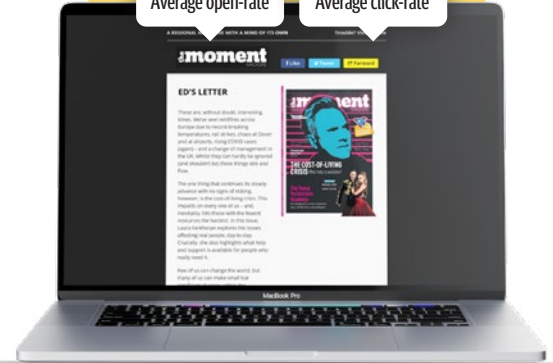 Average open-rate
Average click-rate
A REGIONAL MAGAZINE WITH A MIND OF ITS OWN
the moment
Like
Tweet
Forward
ED'S LETTER
These are, without doubt, interesting
times. We've seen wildfires across
Europe due to record-breaking
temperatures, rail strikes, chaos at Dover
and at airports, rising COVID cases
(again) – and a change of management in
the UK. Whilst they can hardly be ignored
(and shouldn't be) these things ebb and
flow.
The one thing that continues its steady
advance with no signs of ebbing,
however, is the cost-of-living crisis. This
impacts on every one of us – and,
inevitably, hits those with the fewest
resources the hardest. In this issue,
Laura Santhorpe explores the issues
affecting real people, day to day.
Crucially, she also highlights what help
and support is available for people who
really need it.
Few of us can change the world, but
many of us can make small but
the moment
THE COST-OF-LIVING
CRISIS
MacBook Pro